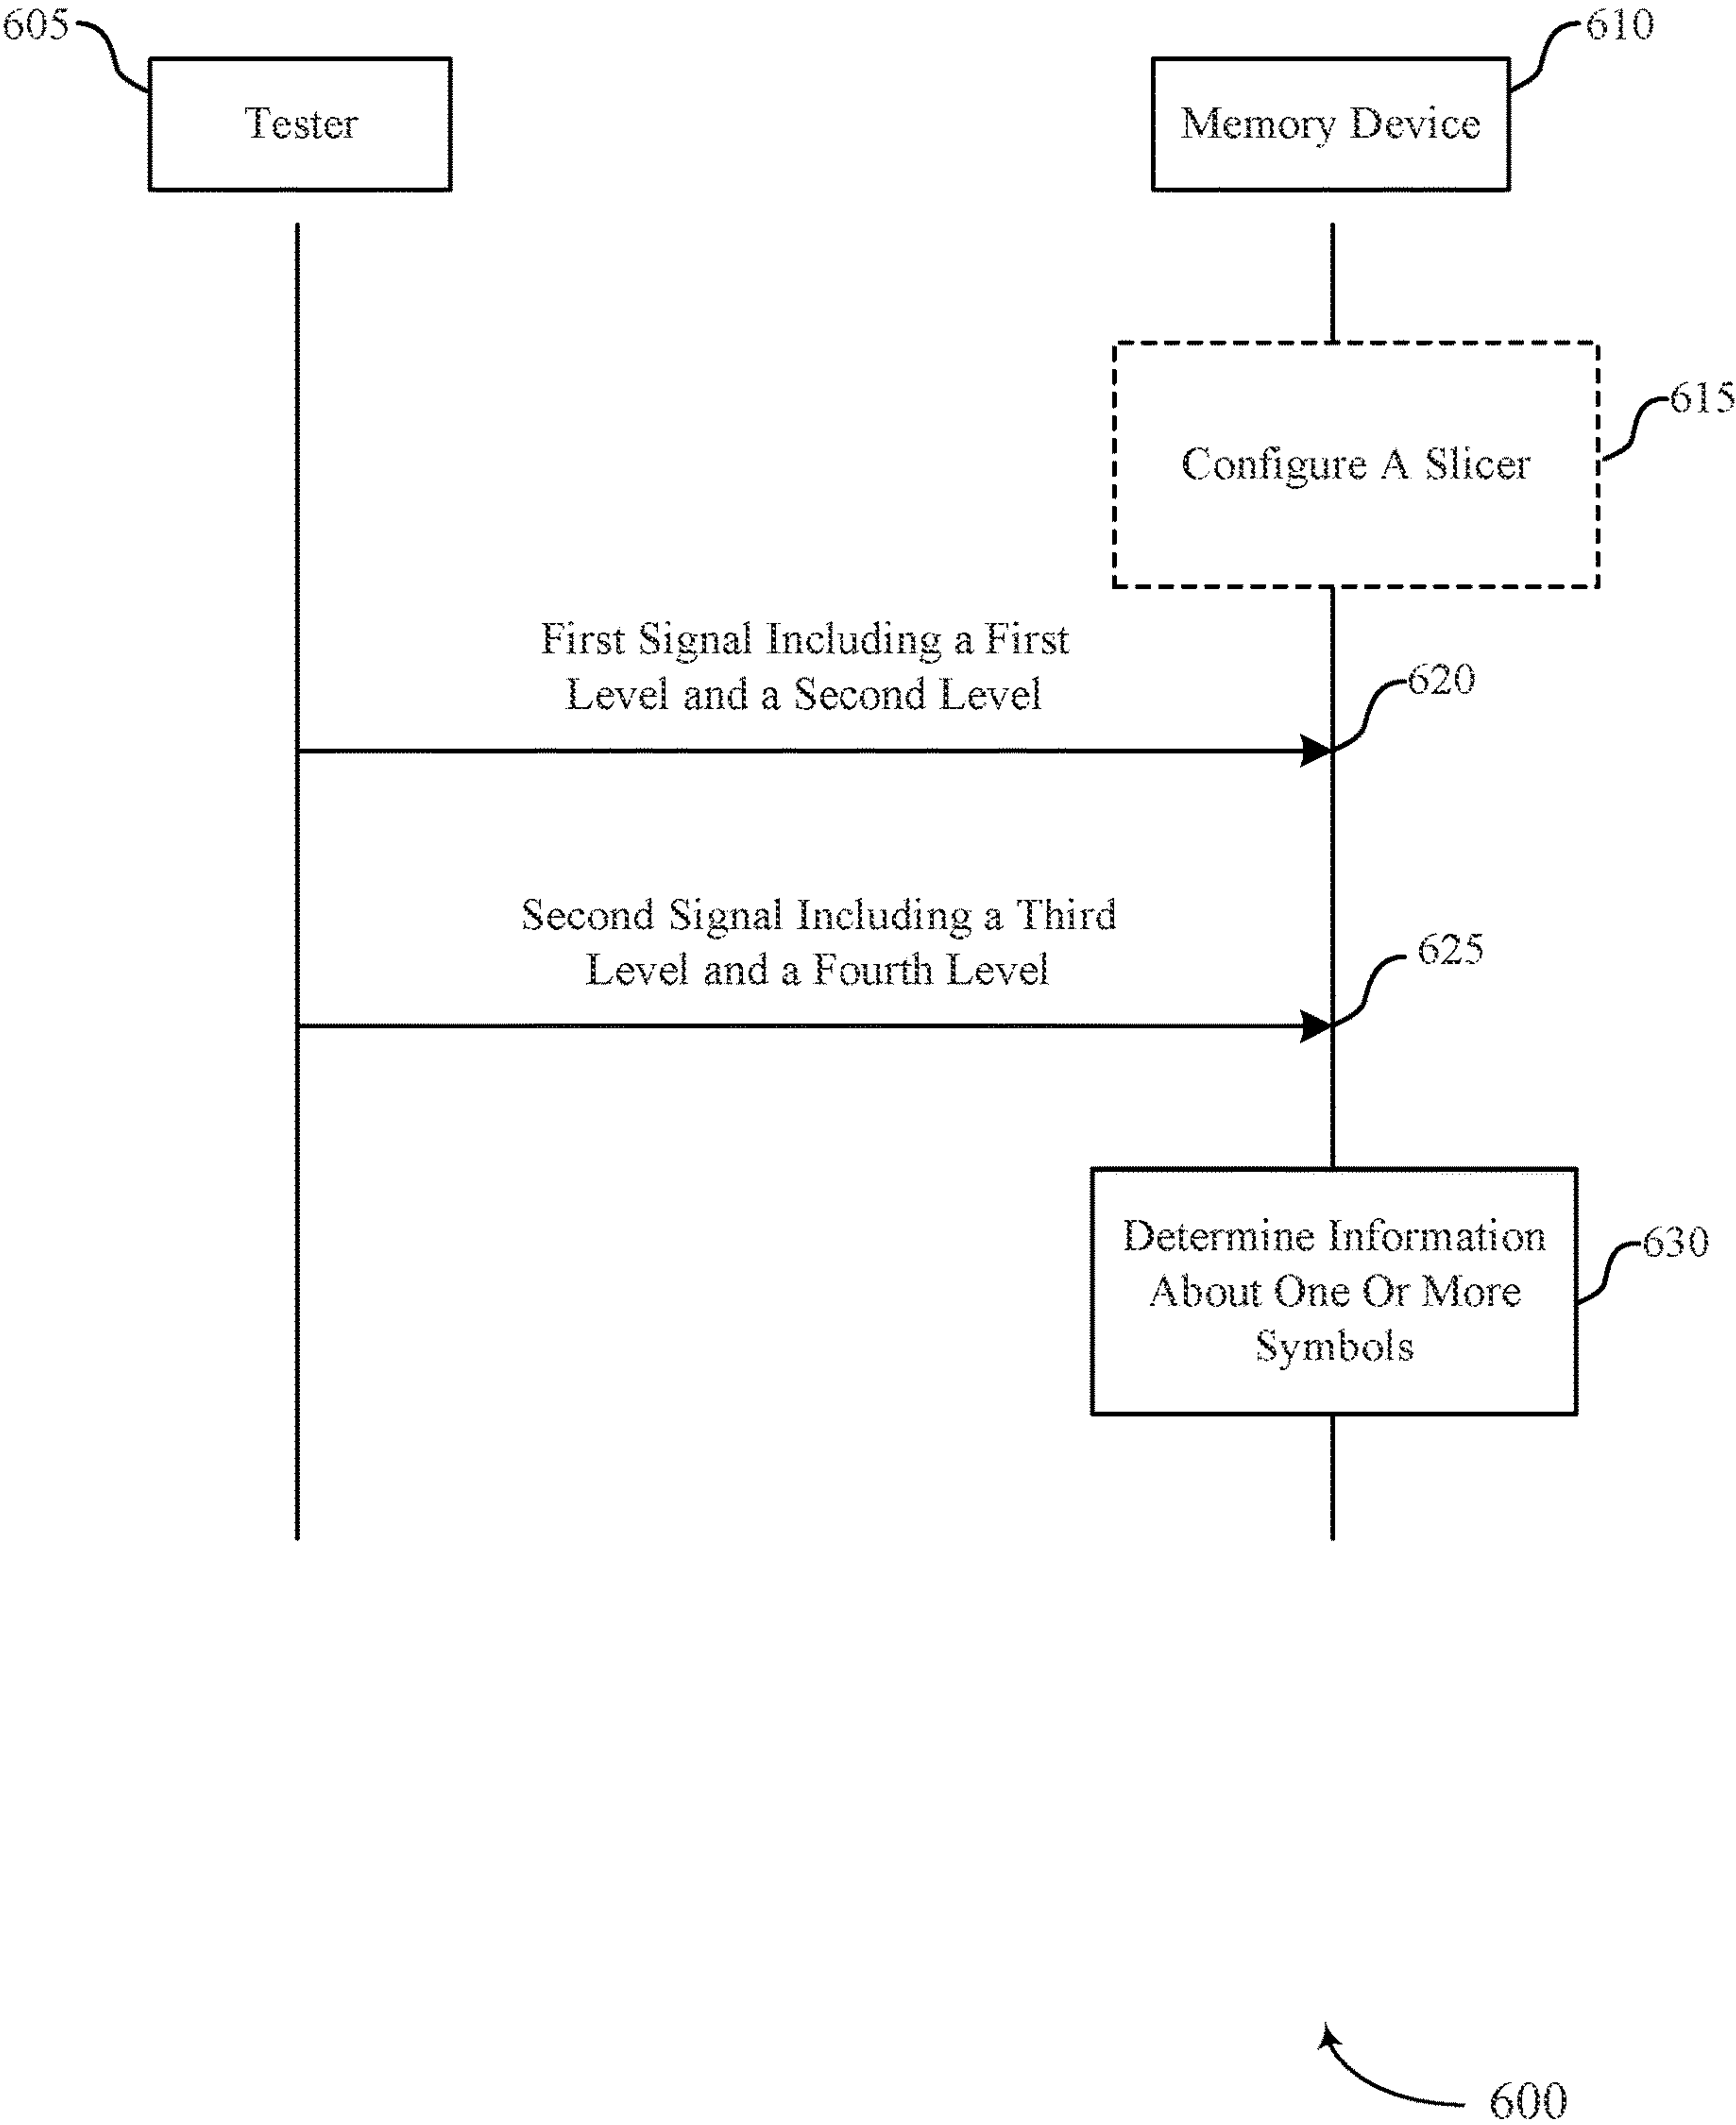 605
610
Tester
Memory Device
615
Configure A Slicer
First Signal Including a First
Level and a Second Level
620
Second Signal Including a Third
Level and a Fourth Level
625
Determine Information
About One Or More
Symbols
630
600